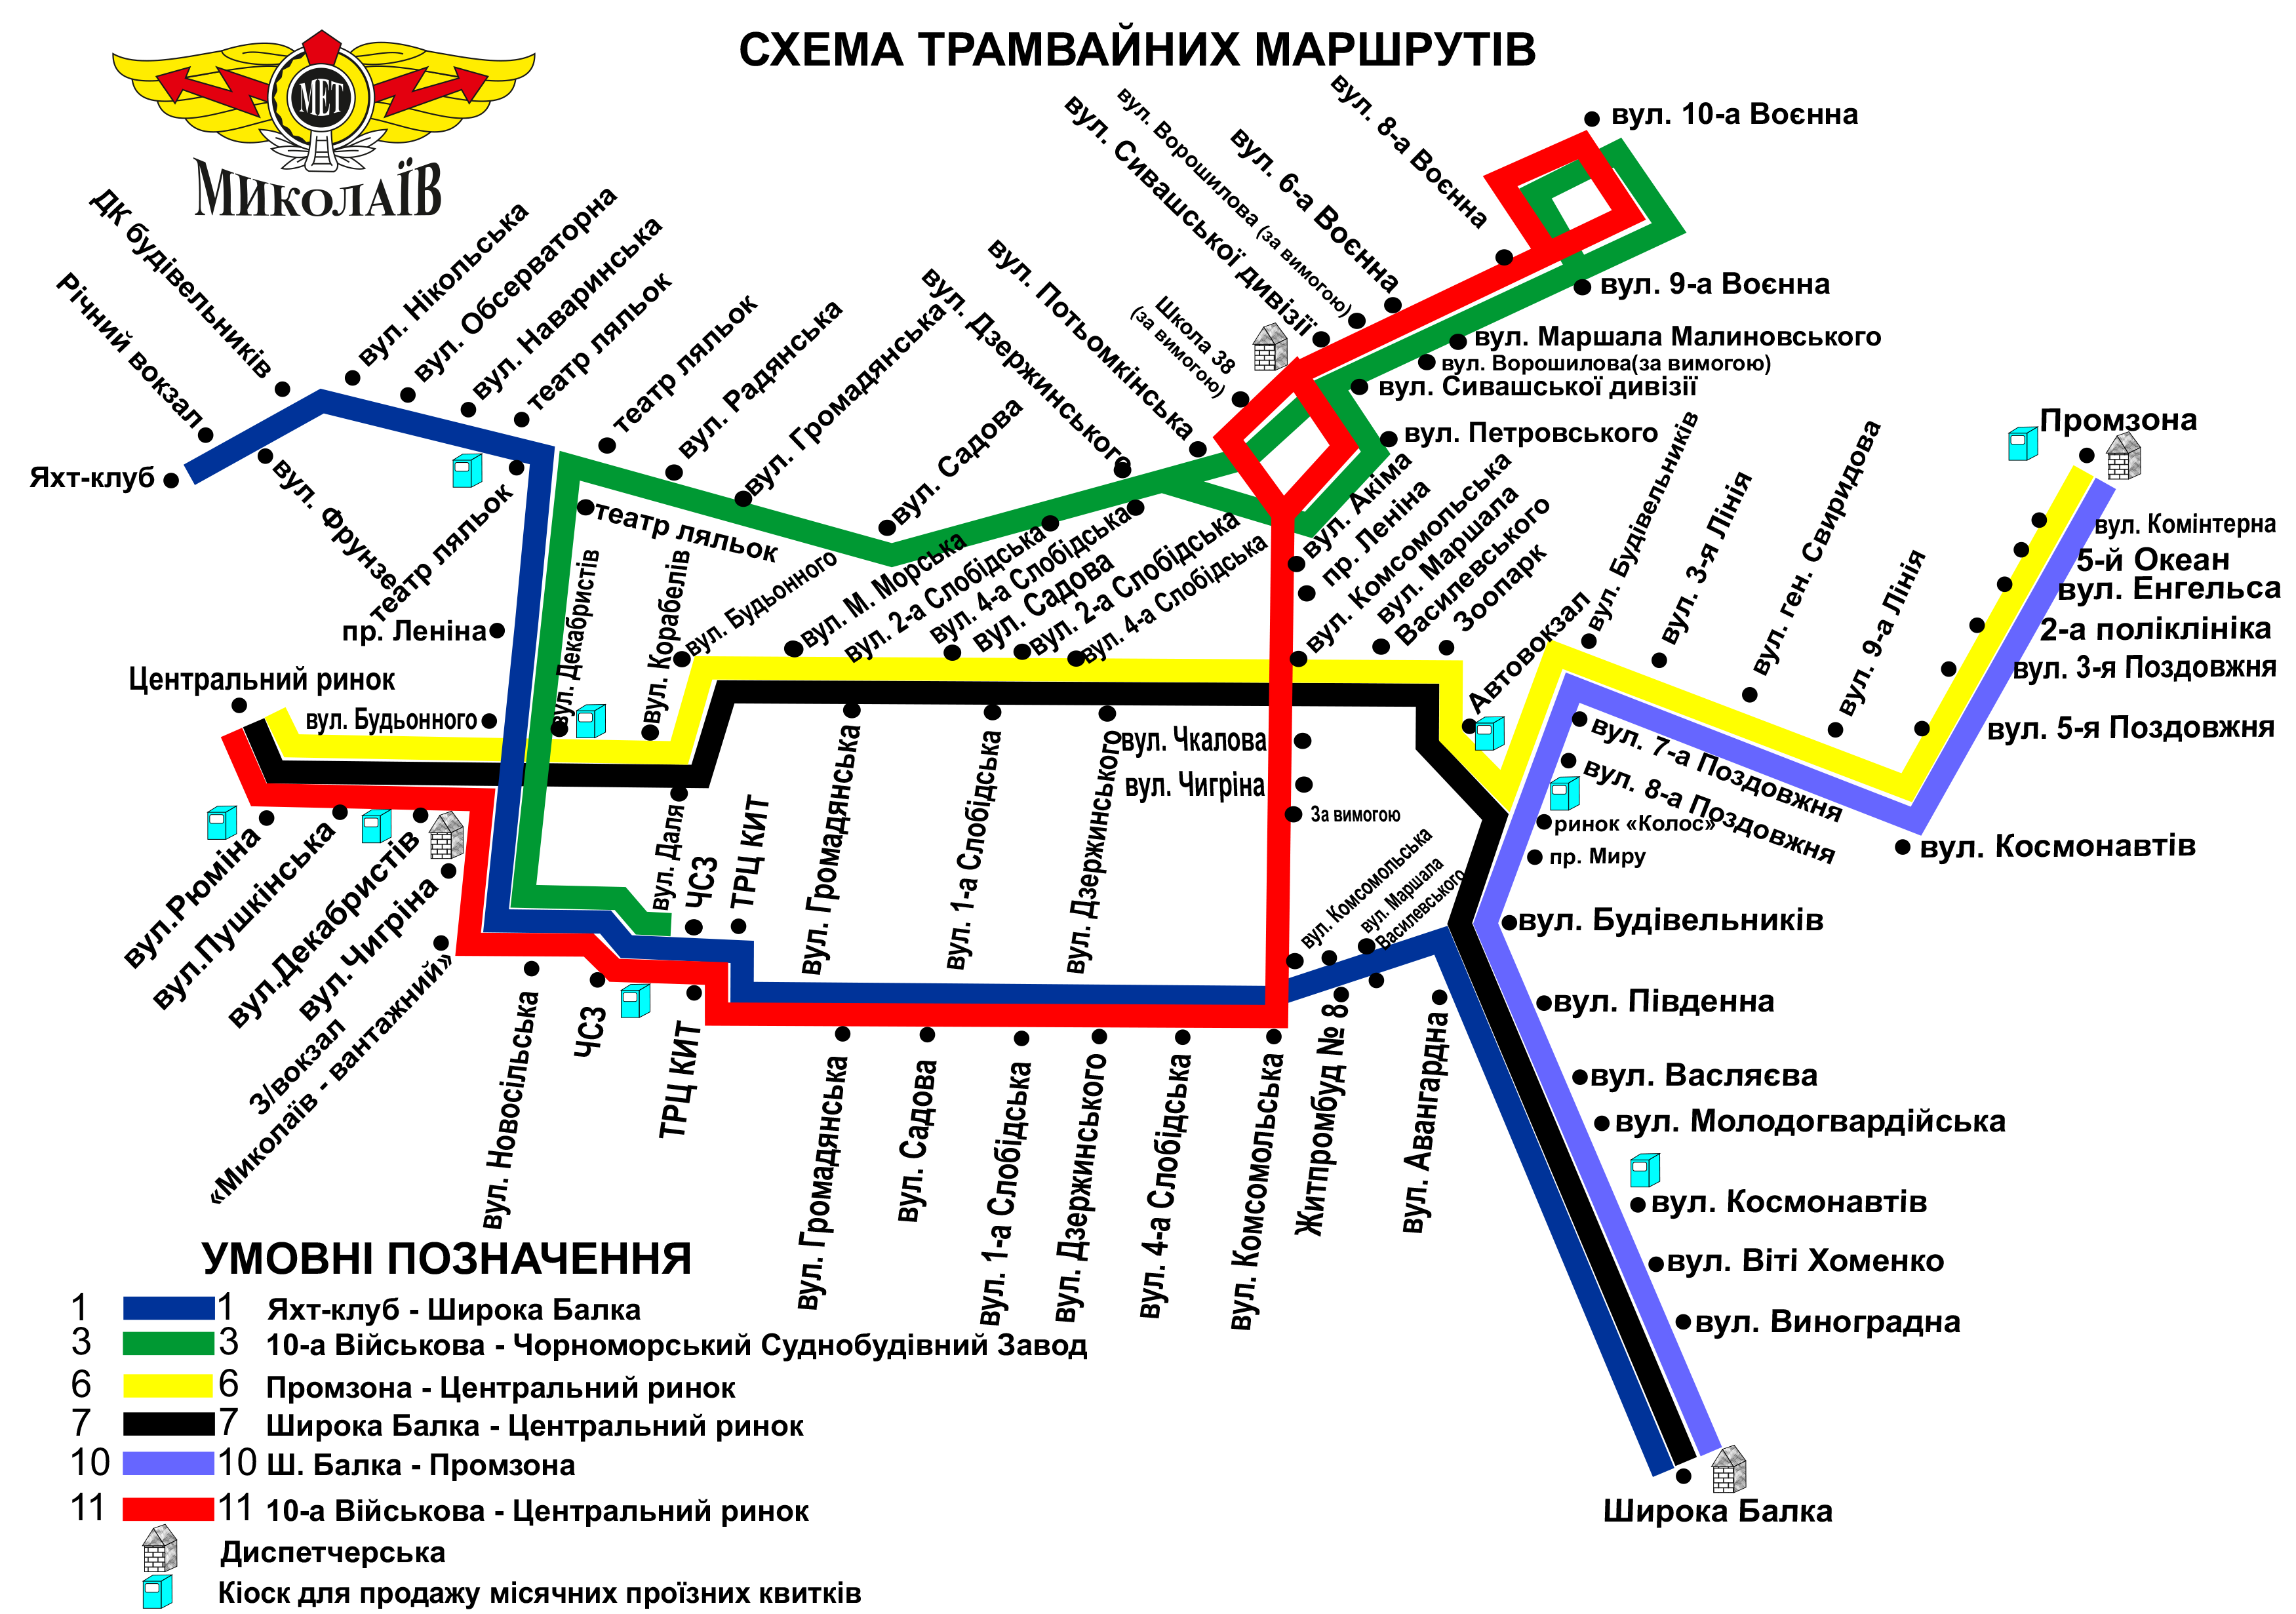 СХЕМА ТРАМВАЙНИХ МАРШРУТІВ
МЕТ
МИКОЛАЇВ
Яхт-клуб
Річний вокзал
ДК будівельників
вул. Фрунзе
вул. Нікольська
вул. Обсерваторна
вул. Наваринська
театр ляльок
театр ляльок
театр ляльок
театр ляльок
вул. Радянська
вул. Громадянська
вул. Садова
вул. Дзержинського
вул. Потьомкінська
Школа 38
(за вимогою)
вул. Сивашської дивізії
вул. Ворошилова (за вимогою)
вул. 6-а Воєнна
вул. 8-а Воєнна
вул. 10-а Воєнна
вул. 9-а Воєнна
вул. Маршала Малиновського
вул. Ворошилова(за вимогою)
вул. Сивашської дивізії
вул. Петровського
вул. Акіма
пр. Леніна
вул. Комсомольська
вул. Маршала
Василевського
Зоопарк
Автовокзал
вул. Будівельників
вул. 3-я Лінія
вул. ген. Свиридова
вул. 9-а Лінія
Промзона
вул. Комінтерна
5-й Океан
вул. Енгельса
2-а поліклініка
вул. 3-я Поздовжня
вул. 5-я Поздовжня
вул. Космонавтів
вул. 7-а Поздовжня
вул. 8-а Поздовжня
ринок «Колос»
пр. Миру
вул. Будівельників
вул. Південна
вул. Васляєва
вул. Молодогвардійська
вул. Космонавтів
вул. Віті Хоменко
вул. Виноградна
Широка Балка
пр. Леніна
Центральний ринок
вул. Будьонного
вул. Декабристів
вул. Корабелів
вул. Будьонного
вул. М. Морська
вул. 2-а Слобідська
вул. 4-а Слобідська
вул. Садова
вул. 2-а Слобідська
вул. 4-а Слобідська
вул. Чкалова
вул. Чигріна
За вимогою
вул.Рюміна
вул.Пушкінська
вул.Декабристів
вул.Чигріна
З/вокзал
«Миколаїв - вантажний»
вул. Даля
ЧСЗ
ТРЦ КИТ
вул. Громадянська
вул. 1-а Слобідська
вул. Дзержинського
вул. Комсомольська
вул. Маршала
Василевського
вул. Новосільська
ЧСЗ
ТРЦ КИТ
вул. Громадянська
вул. Садова
вул. 1-а Слобідська
вул. Дзержинського
вул. 4-а Слобідська
вул. Комсомольська
Житпромбуд № 8
вул. Авангардна
УМОВНІ ПОЗНАЧЕННЯ
1 1 Яхт-клуб - Широка Балка
3 3 10-а Військова - Чорноморський Суднобудівний Завод
6 6 Промзона - Центральний ринок
7 7 Широка Балка - Центральний ринок
10 10 Ш. Балка - Промзона
11 11 10-а Військова - Центральний ринок
Диспетчерська
Кіоск для продажу місячних проїзних квитків